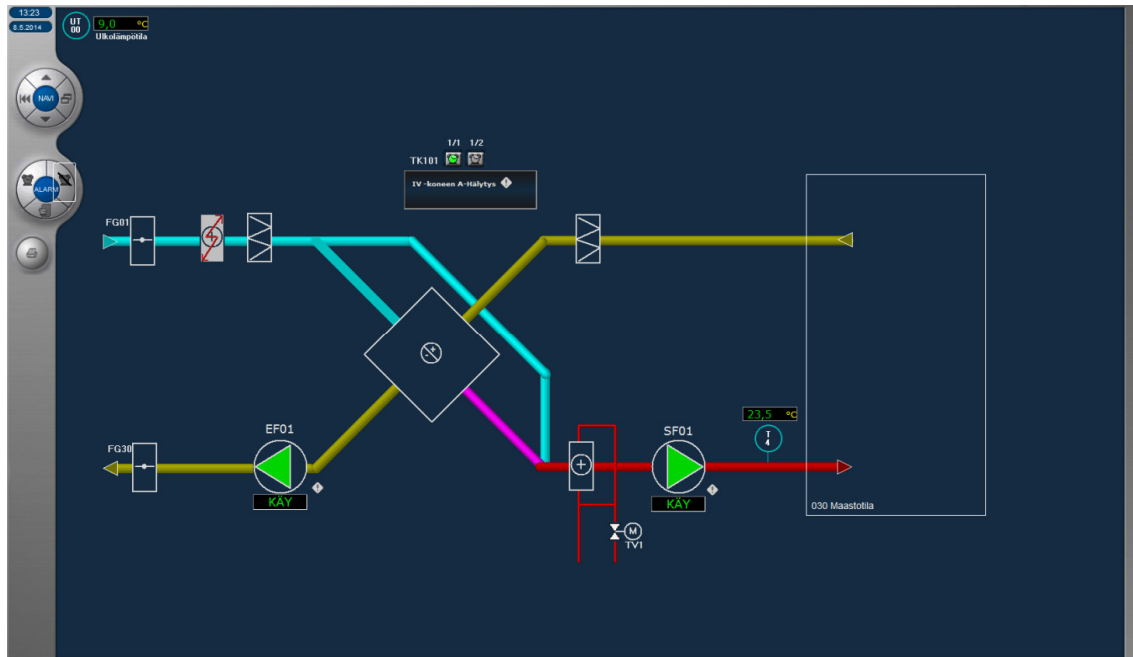 13:23
8.5.2014
UT
00
9,0 °C
Ulkolämpötila
NAVI
ALARM
1/1 1/2
TK101
IV -koneen A-Hälytys
FG01
FG30
EF01
KÄY
SF01
KÄY
23,5 °C
T
4
M
TV1
030 Maastotila